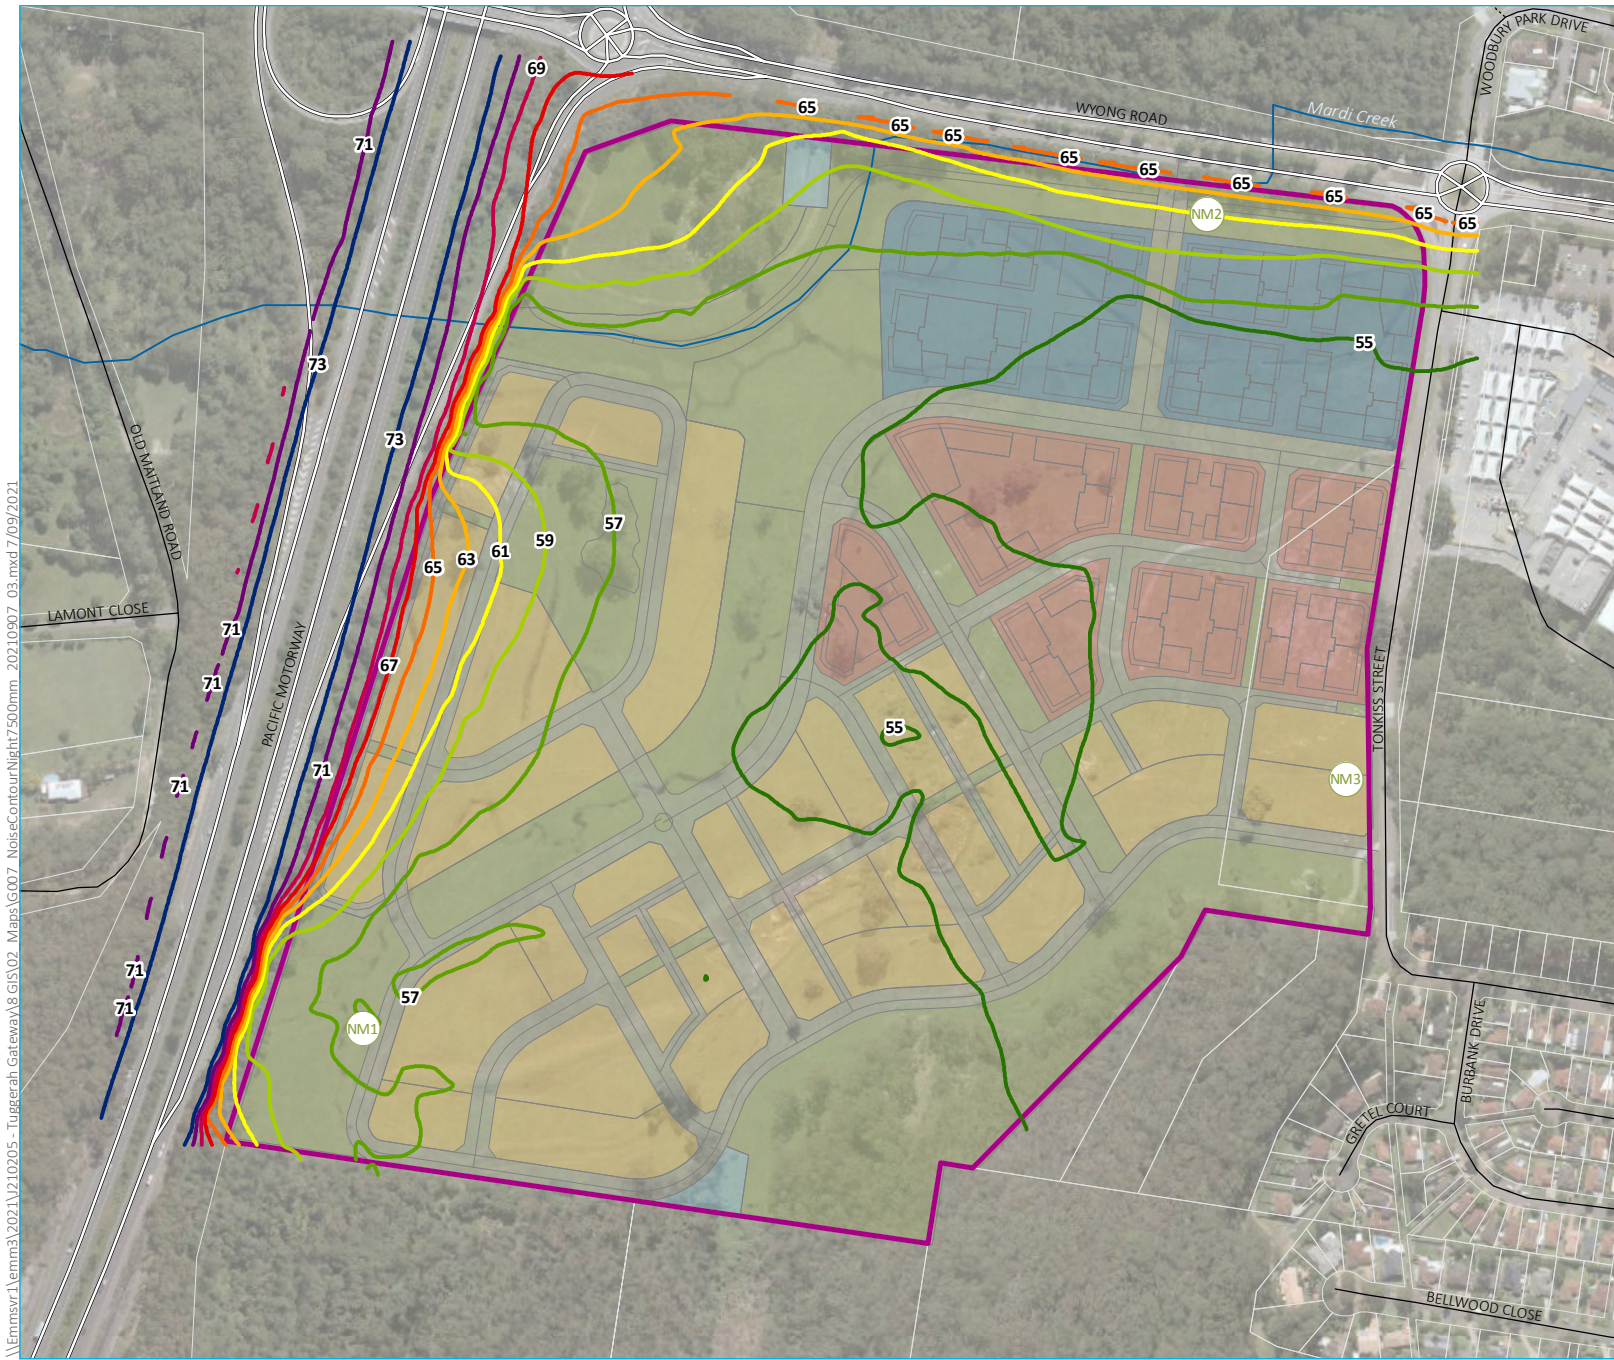 WOODBURY PARK DRIVE
69
65
WYONG ROAD
Mardi Creek
65
65
71
65
65
65
65
65
65
NM2
65
55
73
73
OLD MAITLAND ROAD
57
59
61
63
65
LAMONT CLOSE
71
67
PACIFIC MOTORWAY
71
TONKISS STREET
55
71
71
NM3
71
57
71
NM1
BURBANK DRIVE
GRETEL COURT
BELLWOOD CLOSE
\\Emmsvr1\emm3\2021\J210205 - Tuggerah Gateway\8 GIS\02_Maps\G007_NoiseContourNight7500mm_20210907_03.mxd 7/09/2021